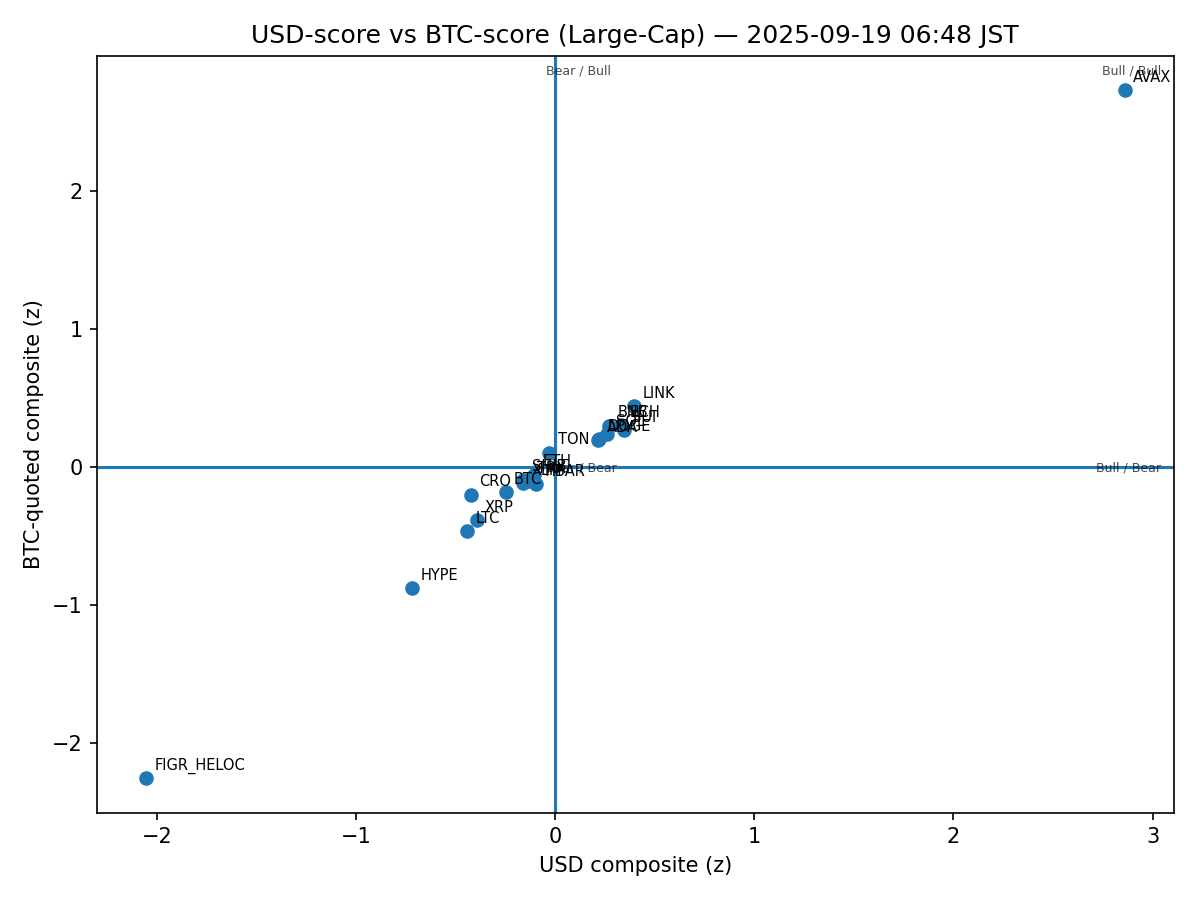 USD-score vs BTC-score (Large-Cap) — 2025-09-19 06:48 JST
Bear / Bull
Bull / Bull
AVAX
2
1
LINK
TON
0
Bull / Bear
CRO
BTC
XRP
LTC
HYPE
−1
−2
FIGR_HELOC
BTC-quoted composite (z)
−2
−1
0
1
2
3
USD composite (z)